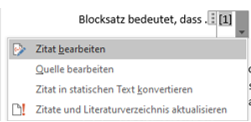 Blocksatz bedeutet, dass . [1]
Zitat bearbeiten
Quelle bearbeiten
Zitat in statischen Text konvertieren
Zitate und Literaturverzeichnis aktualisieren